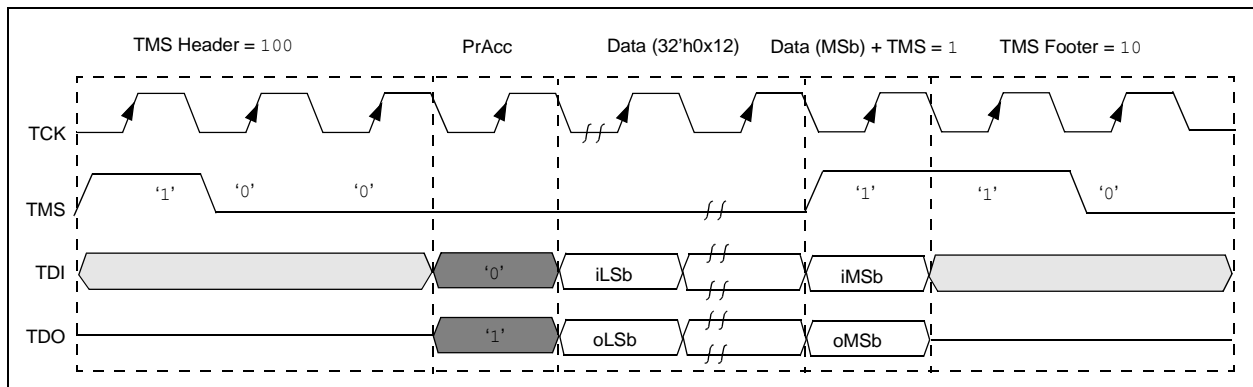 TMS Header = 100 PrAcc Data (32'h0x12) Data (MSb) + TMS = 1 TMS Footer = 10
TCK
TMS ‘1’ ‘0’ ‘0’ ‘1’ ‘1’ ‘0’
TDI ‘0’ iLSb iMSb
TDO ‘1’ oLSb oMSb